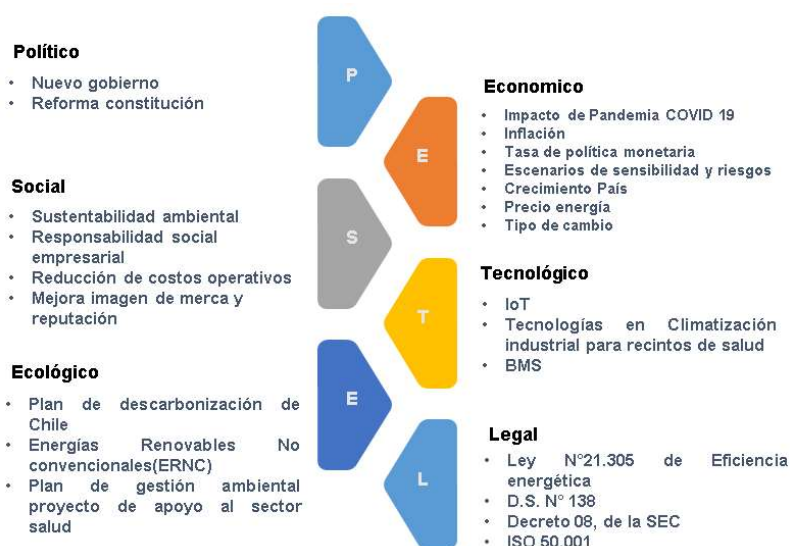 Político
• Nuevo gobierno
• Reforma constitución
P
Economico
• Impacto de Pandemia COVID 19
• Inflación
• Tasa de política monetaria
• Escenarios de sensibilidad y riesgos
• Crecimiento País
• Precio energía
• Tipo de cambio
E
Social
• Sustentabilidad ambiental
• Responsabilidad social
empresarial
• Reducción de costos operativos
• Mejora imagen de merca y
reputación
S
Tecnológico
• IoT
• Tecnologías en Climatización
industrial para recintos de salud
• BMS
T
Ecológico
• Plan de descarbonización de
Chile
• Energías Renovables No
convencionales(ERNC)
• Plan de gestión ambiental
proyecto de apoyo al sector
salud
E
Legal
• Ley N°21.305 de Eficiencia
energética
• D.S. N° 138
• Decreto 08, de la SEC
• ISO 50.001
L